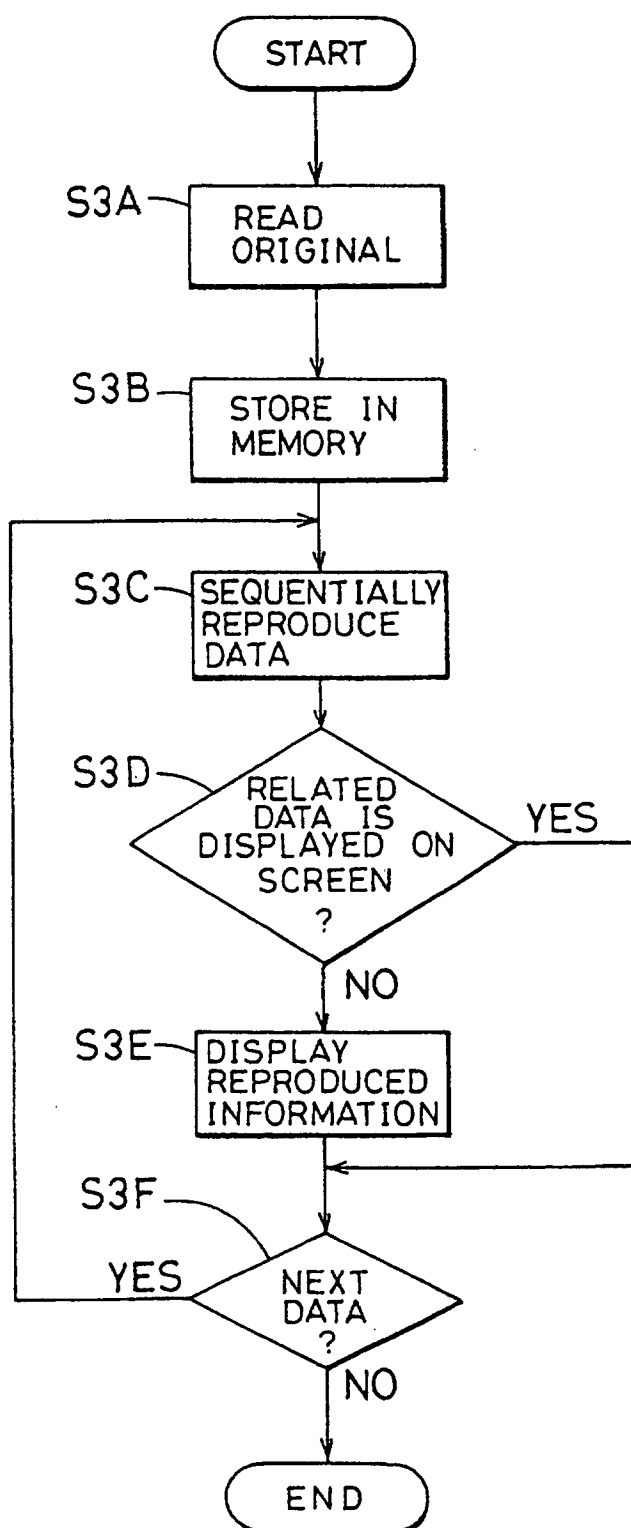 START
S3A
READ
ORIGINAL
S3B
STORE IN
MEMORY
S3C
SEQUENTIALLY
REPRODUCE
DATA
S3D
RELATED
DATA IS
DISPLAYED ON
SCREEN
?
YES
NO
S3E
DISPLAY
REPRODUCED
INFORMATION
S3F
YES
NEXT
DATA
?
NO
END